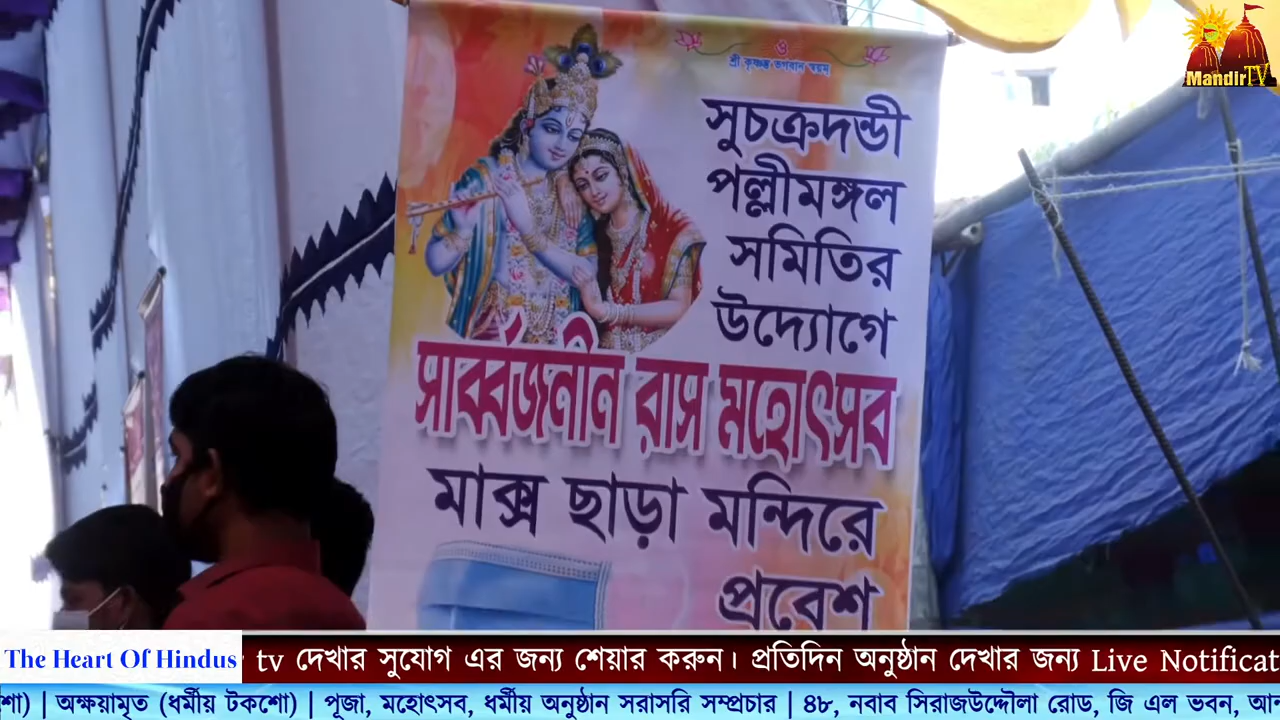 MandirTV
ও
শ্রী কৃষ্ণস্তু ভগবান স্বয়ম্
সুচক্রদন্ডী
পল্লীমঙ্গল
সমিতির
উদ্যোগে
সার্ব্বজনীন রাস মহোৎসব
মাক্স ছাড়া মন্দিরে
প্রবেশ
The Heart Of Hindus
tv দেখার সুযোগ এর জন্য শেয়ার করুন। প্রতিদিন অনুষ্ঠান দেখার জন্য Live Notificat
শো) | অক্ষয়ামৃত (ধর্মীয় টকশো) | পূজা, মহোৎসব, ধর্মীয় অনুষ্ঠান সরাসরি সম্প্রচার | ৪৮, নবাব সিরাজউদ্দৌলা রোড, জি এল ভবন, আ